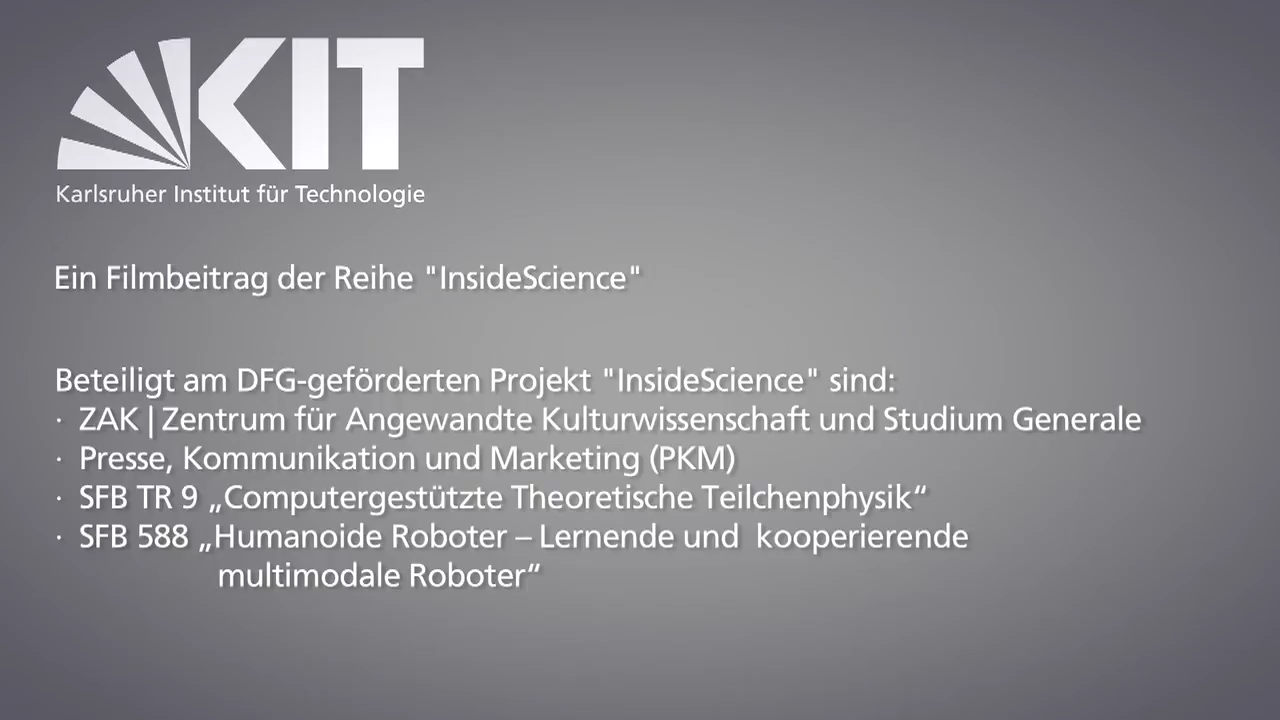 KIT
Karlsruher Institut für Technologie
Ein Filmbeitrag der Reihe "InsideScience"
Beteiligt am DFG-geförderten Projekt "InsideScience" sind:
· ZAK | Zentrum für Angewandte Kulturwissenschaft und Studium Generale
· Presse, Kommunikation und Marketing (PKM)
· SFB TR 9 „Computergestützte Theoretische Teilchenphysik“
· SFB 588 „Humanoide Roboter – Lernende und  kooperierende
multimodale Roboter“